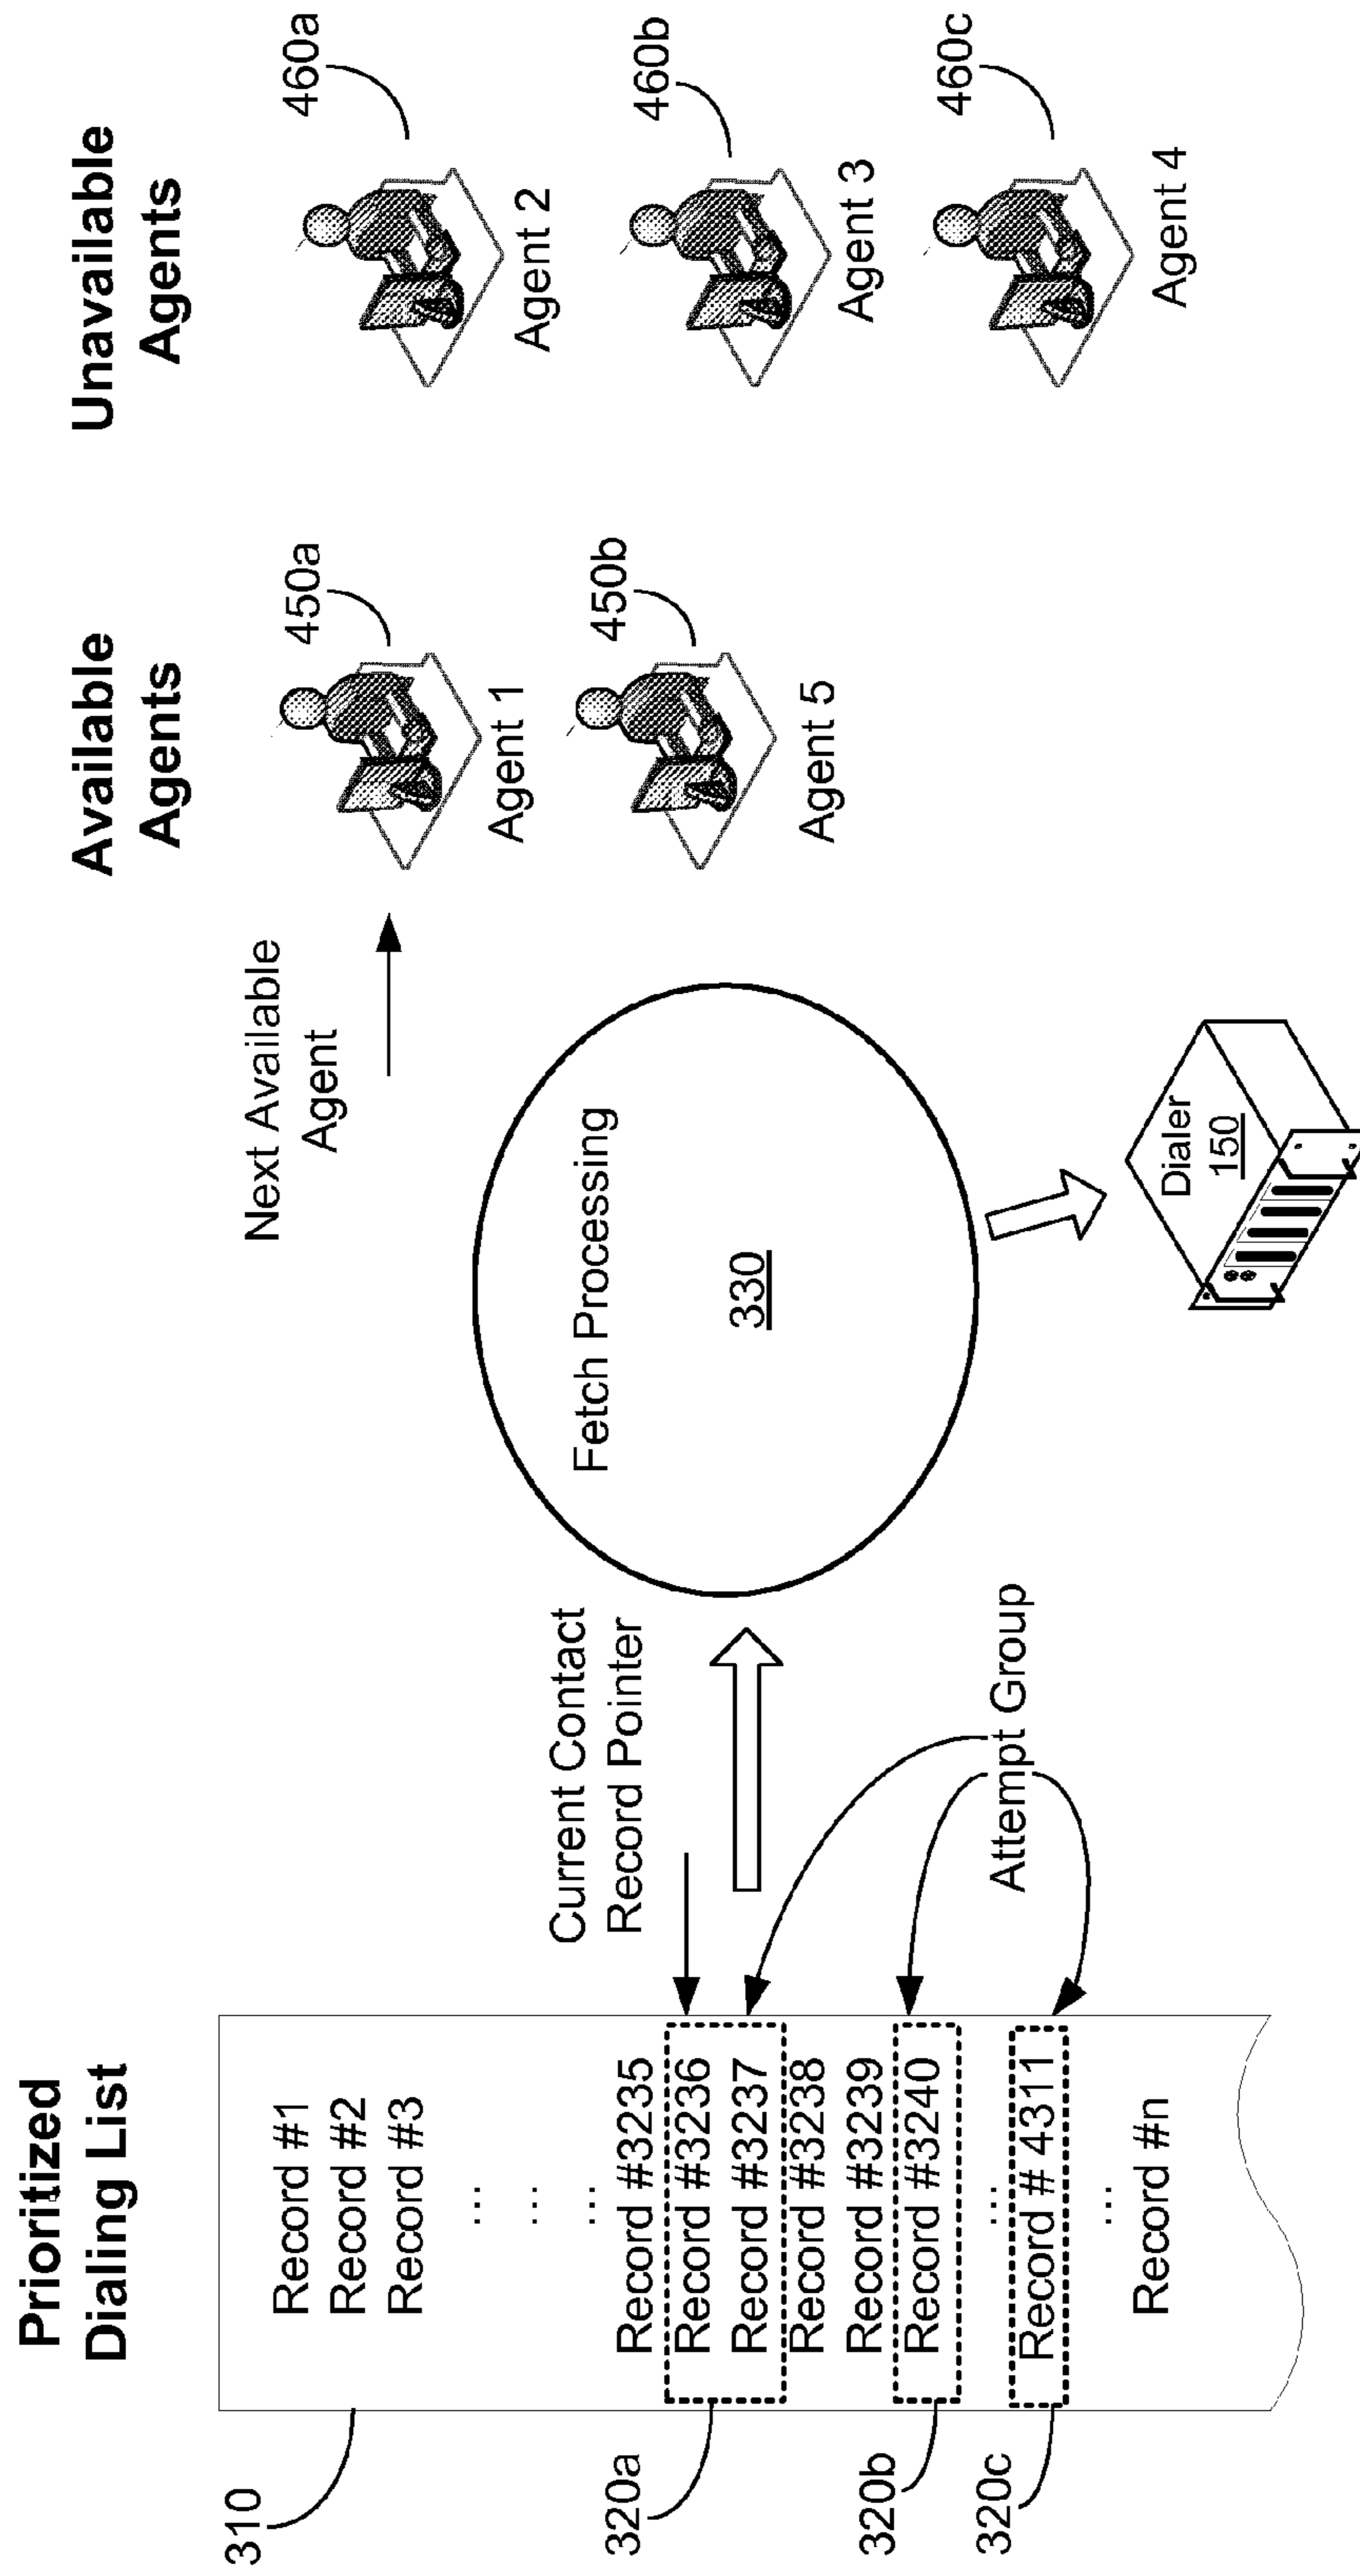 Prioritized
Dialing List
310
Record #1
Record #2
Record #3
...
...
...
Record #3235
Record #3236
Record #3237
Record #3238
Record #3239
Record #3240
...
Record # 4311
...
Record #n
320a
320b
320c
Current Contact
Record Pointer
Attempt Group
Fetch Processing
330
Next Available
Agent
Dialer
150
Available
Agents
450a
Agent 1
450b
Agent 5
Unavailable
Agents
460a
Agent 2
460b
Agent 3
460c
Agent 4